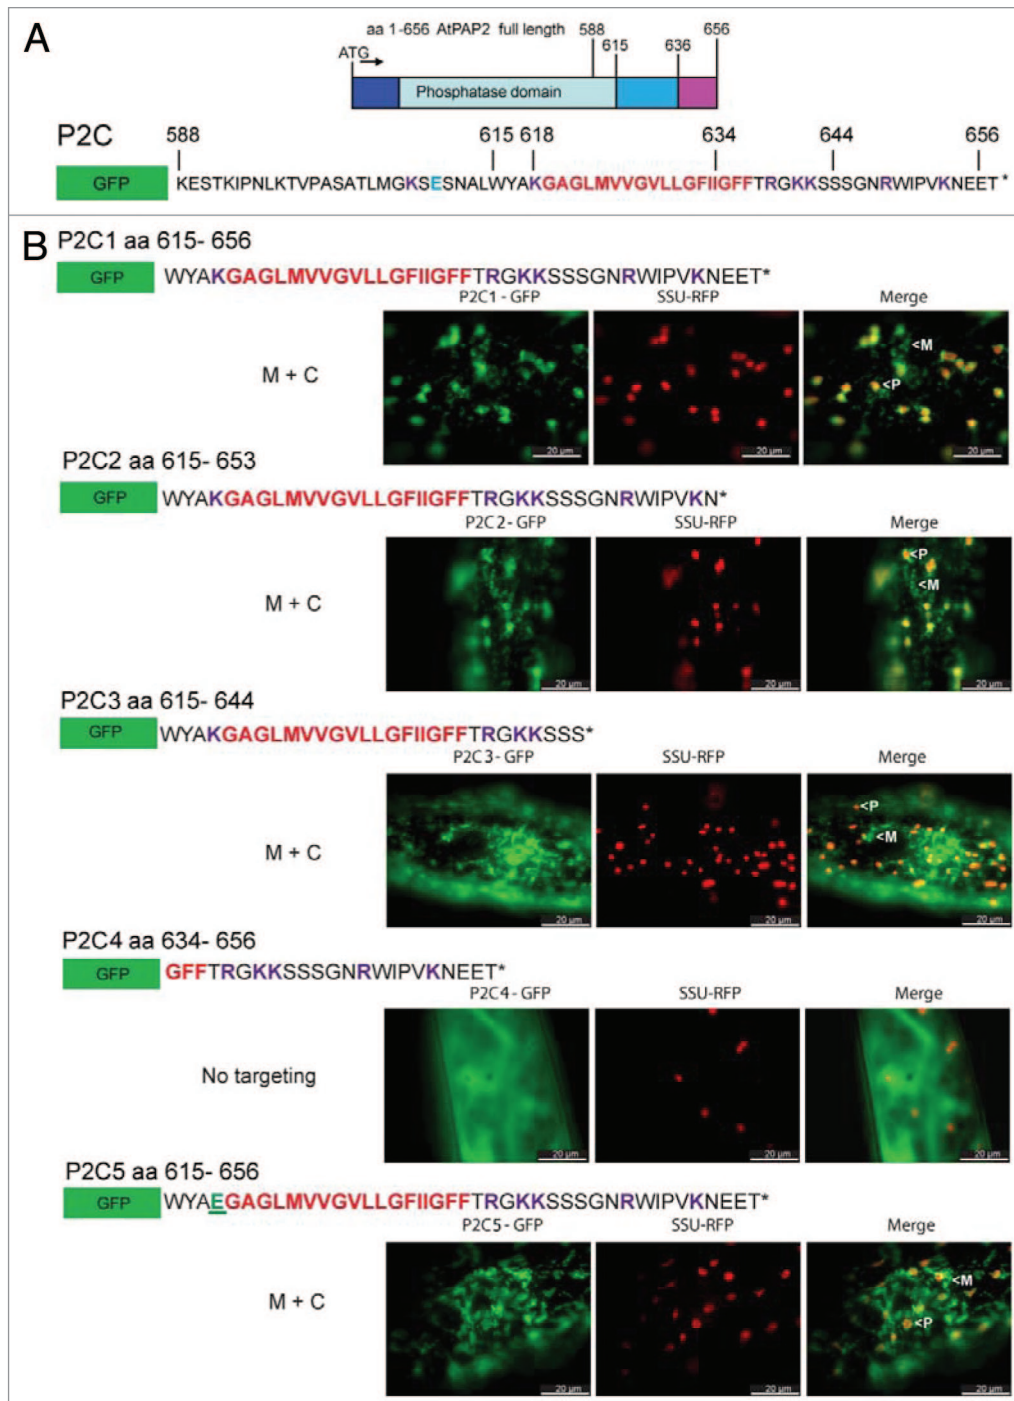 A
aa 1-656 AtPAP2 full length
588
656
615
636
ATG
Phosphatase domain
P2C
588
615 618
634
644
656
GFP
KESTKIPNLKTVPASATLMGKSESNALWYAKGAGLMVVGVLLGFIIGFFTRGKKSSSGNRWIPVKNEET*
B
P2C1 aa 615- 656
GFP
WYAKGAGLMVVGVLLGFIIGFFTRGKKSSSGNRWIPVKNEET*
P2C1 - GFP
SSU-RFP
Merge
M + C
<M
<P
20 µm
20 µm
20 µm
P2C2 aa 615- 653
GFP
WYAKGAGLMVVGVLLGFIIGFFTRGKKSSSGNRWIPVKN*
P2C2- GFP
SSU-RFP
Merge
M + C
<P
<M
20 µm
20 µm
20 µm
P2C3 aa 615- 644
GFP
WYAKGAGLMVVGVLLGFIIGFFTRGKKSSS*
P2C3- GFP
SSU-RFP
Merge
M + C
<P
<M
20 µm
20 µm
20 µm
P2C4 aa 634- 656
GFP
GFFTRGKKSSSGNRWIPVKNEET*
P2C4- GFP
SSU-RFP
Merge
No targeting
20 µm
20 µm
20 µm
P2C5 aa 615- 656
GFP
WYAEGAGLMVVGVLLGFIIGFFTRGKKSSSGNRWIPVKNEET*
P2C5- GFP
SSU-RFP
Merge
M + C
<M
<P
20 µm
20 µm
20 µm